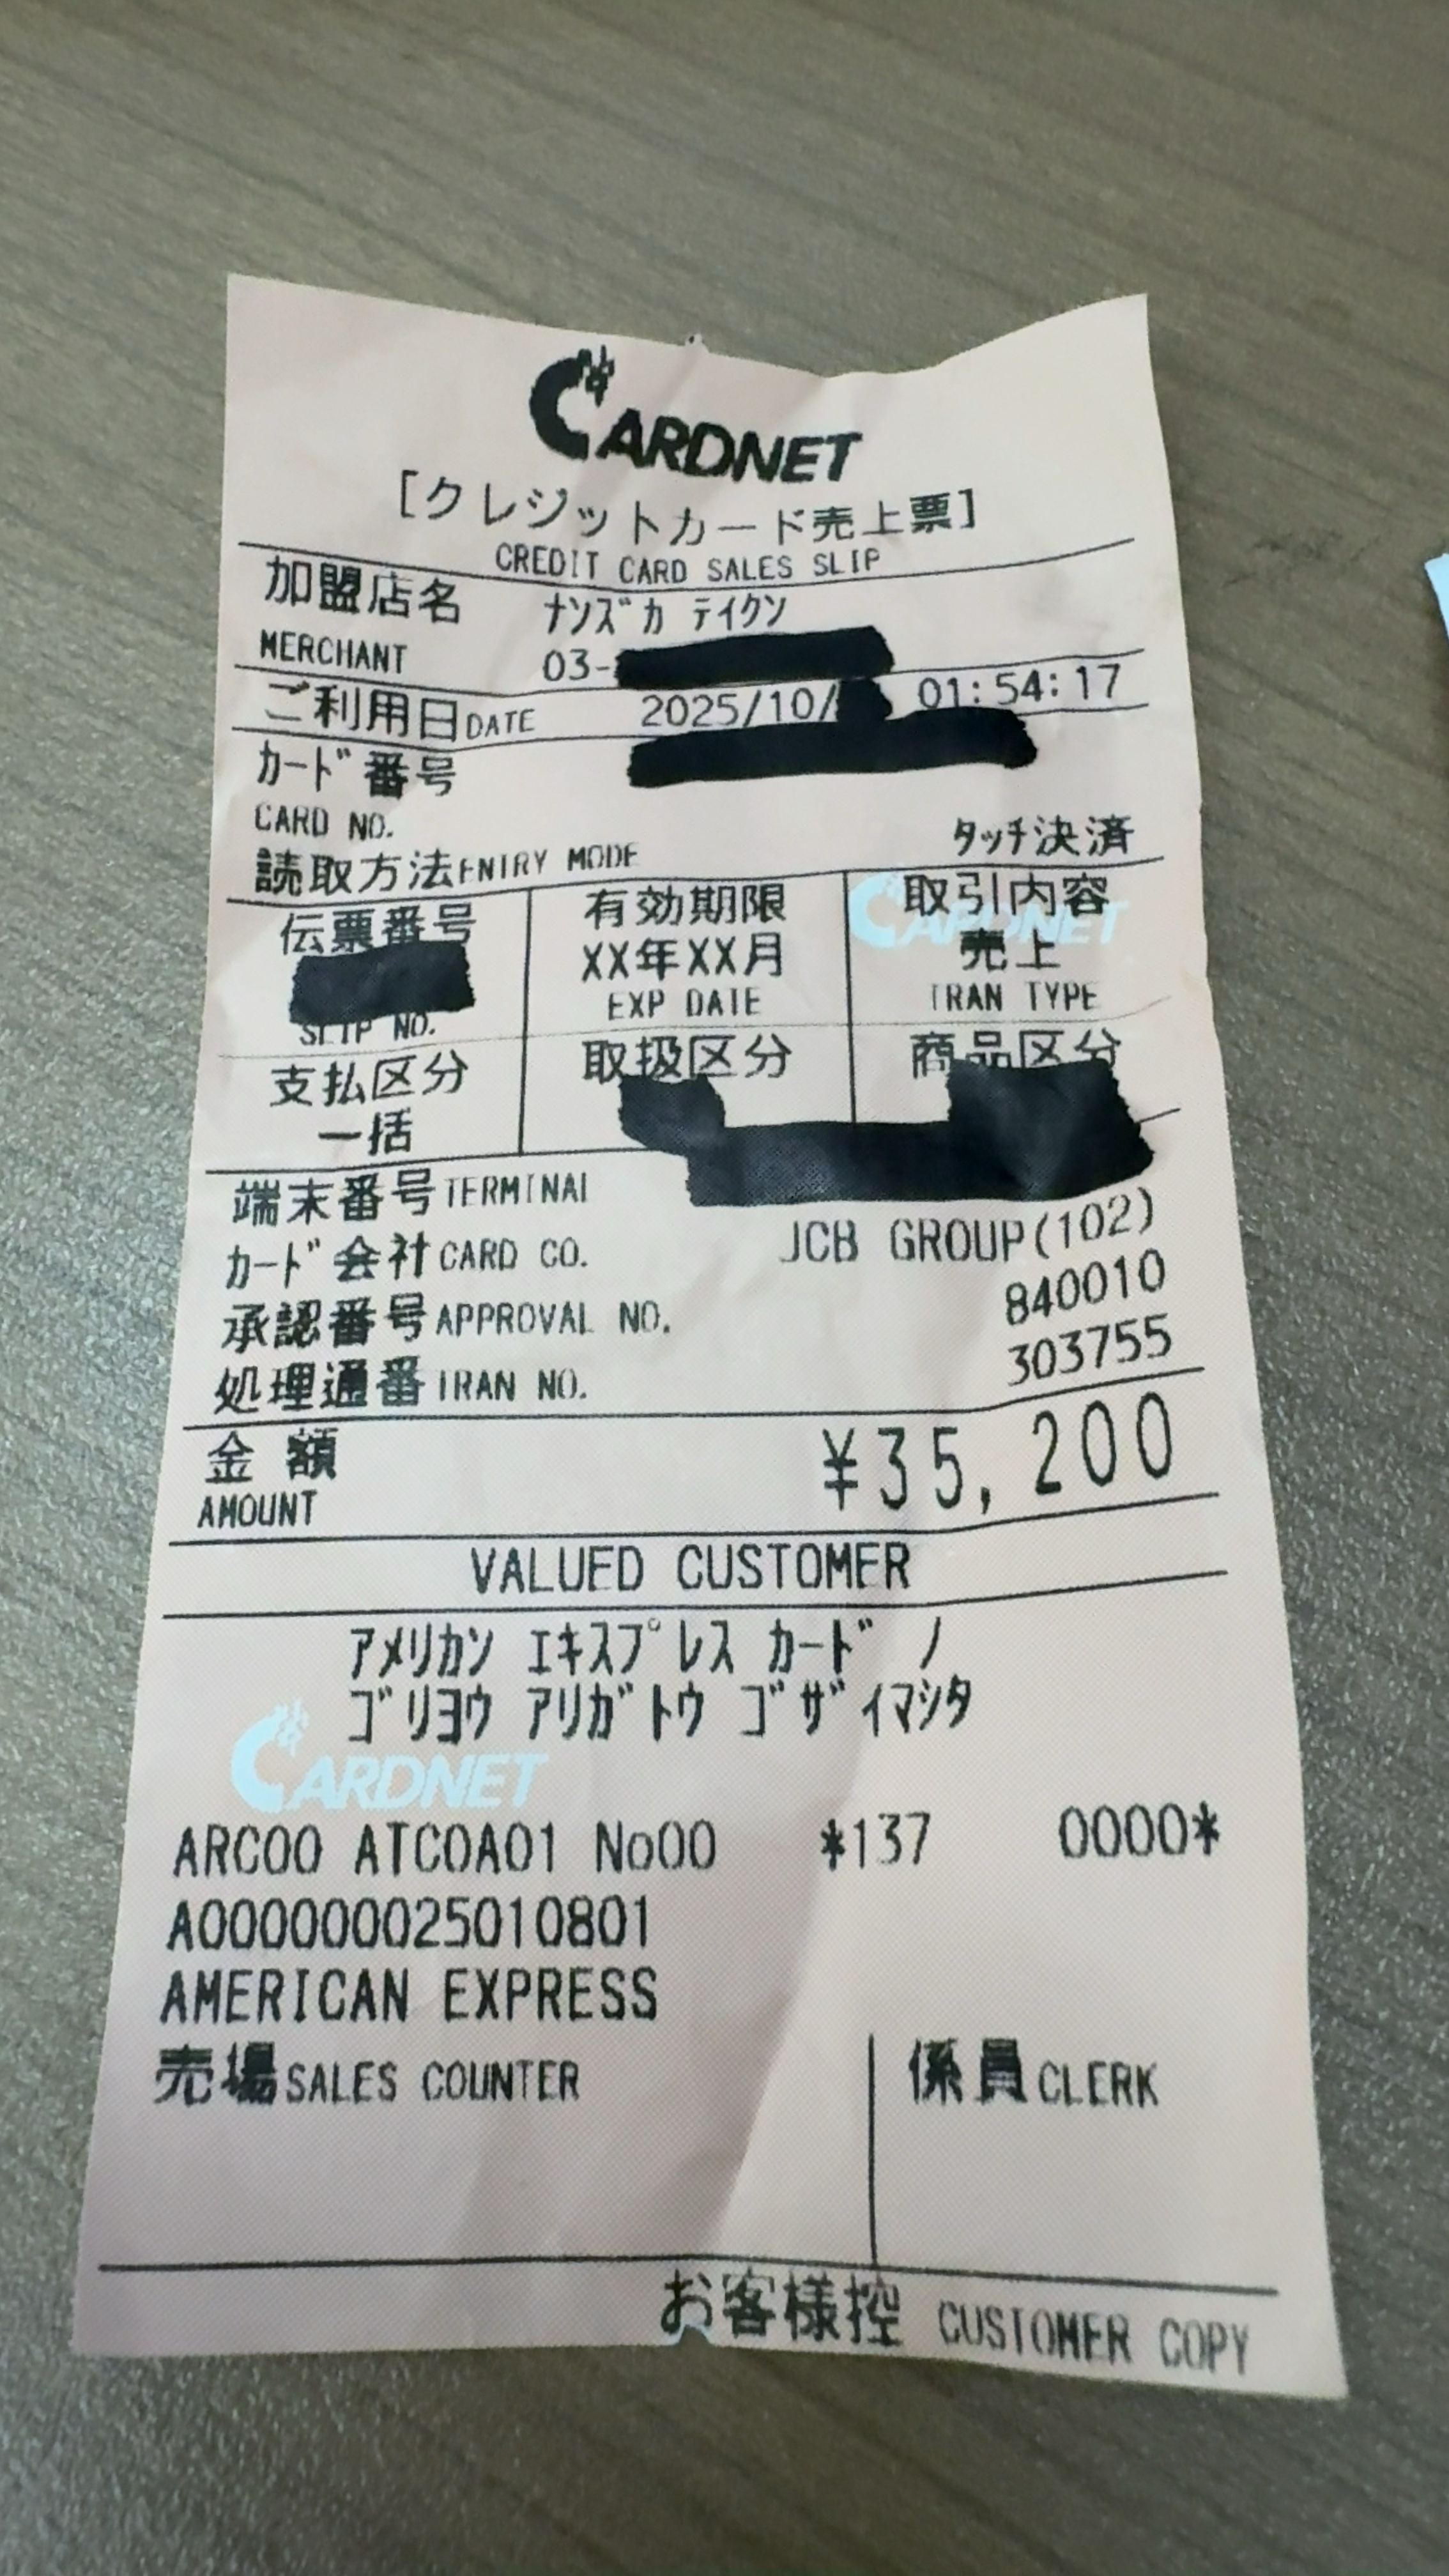 CARDNET
[クレジットカード売上票]
CREDIT CARD SALES SLIP
加盟店名 ナンズカ テイクン
MERCHANT 03-
ご利用日DATE 2025/10/ 01:54:17
カード番号
CARD NO.
読取方法ENTRY MODE タッチ決済
伝票番号 有効期限 取引内容
XX年XX月 売上
SLIP NO. EXP DATE TRAN TYPE
支払区分 取扱区分 商品区分
一括
端末番号TERMINAL
カード会社CARD CO. JCB GROUP(102)
承認番号APPROVAL NO. 840010
処理通番TRAN NO. 303755
金額 ¥35,200
AMOUNT
VALUED CUSTOMER
アメリカン エキスプレス カード ノ
ゴリヨウ アリガトウ ゴザイマシタ
CARDNET
ARC00 ATC0A01 No00 *137 0000*
A000000025010801
AMERICAN EXPRESS
売場SALES COUNTER 係員CLERK
お客様控 CUSTOMER COPY